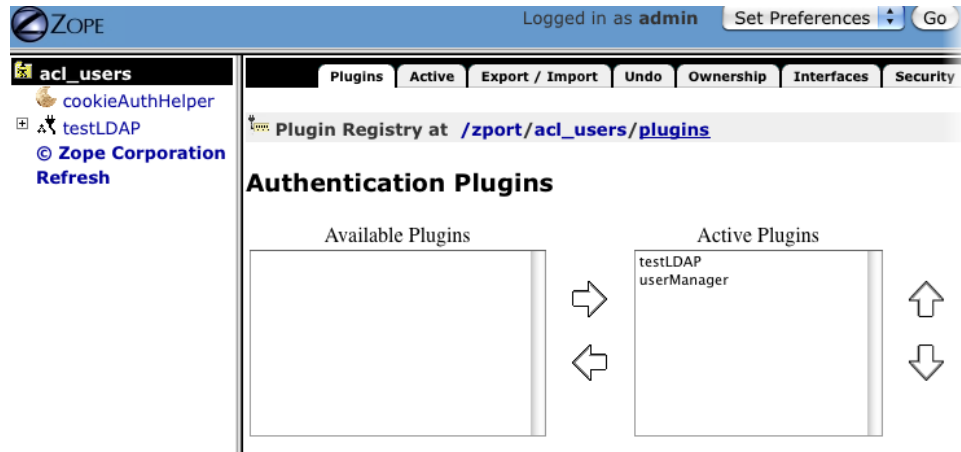 ZOPE
Logged in as admin
Set Preferences
Go
acl_users
cookieAuthHelper
testLDAP
© Zope Corporation
Refresh
Plugins Active Export / Import Undo Ownership Interfaces Security
Plugin Registry at /zport/acl_users/plugins
Authentication Plugins
Available Plugins
Active Plugins
testLDAP
userManager